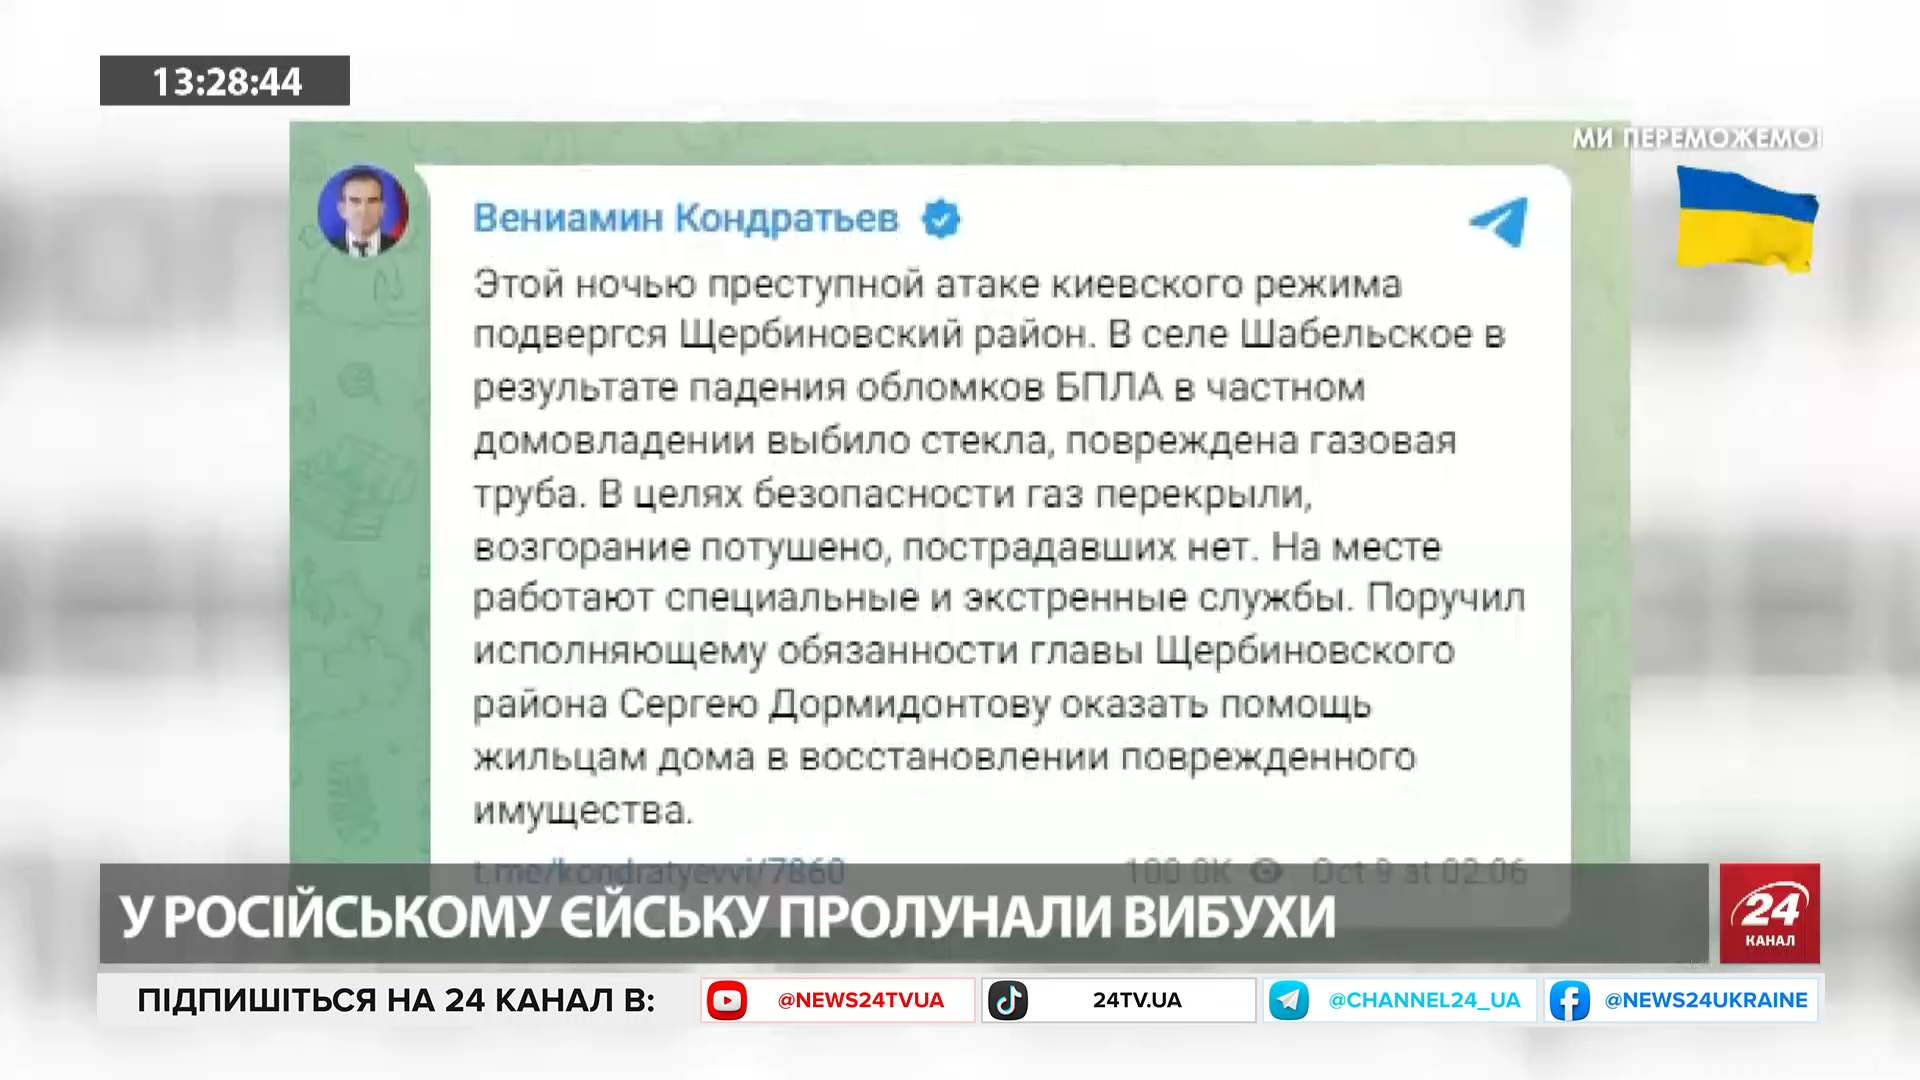 13:28:44
МИ ПЕРЕМОЖЕМО!
Вениамин Кондратьев
Этой ночью преступной атаке киевского режима
подвергся Щербиновский район. В селе Шабельское в
результате падения обломков БПЛА в частном
домовладении выбило стекла, повреждена газовая
труба. В целях безопасности газ перекрыли,
возгорание потушено, пострадавших нет. На месте
работают специальные и экстренные службы. Поручил
исполняющему обязанности главы Щербиновского
района Сергею Дормидонтову оказать помощь
жильцам дома в восстановлении поврежденного
имущества.
t.me/kondratyevvi/7860 100.0K Oct 9 at 02:06
У РОСІЙСЬКОМУ ЄЙСЬКУ ПРОЛУНАЛИ ВИБУХИ
24
КАНАЛ
ПІДПИШІТЬСЯ НА 24 КАНАЛ В: @NEWS24TVUA 24TV.UA @CHANNEL24_UA @NEWS24UKRAINE